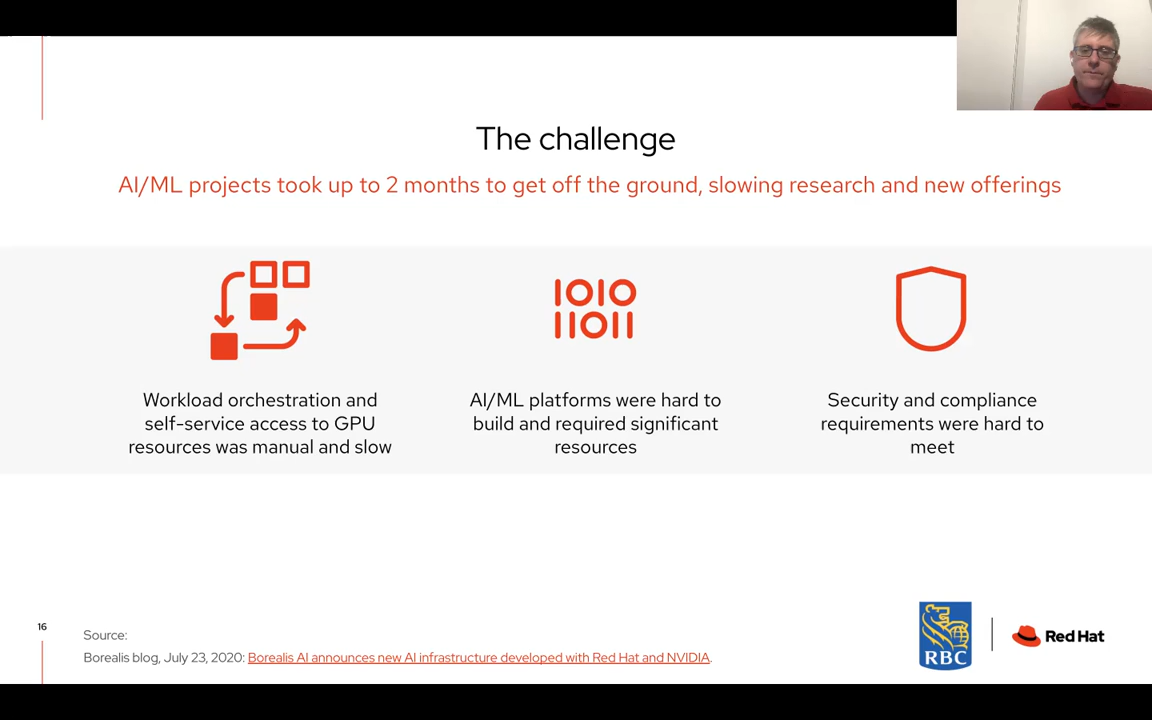 The challenge
AI/ML projects took up to 2 months to get off the ground, slowing research and new offerings
1010
11011
Workload orchestration and
self-service access to GPU
resources was manual and slow
AI/ML platforms were hard to
build and required significant
resources
Security and compliance
requirements were hard to
meet
16
Source:
Borealis blog, July 23, 2020: Borealis AI announces new AI infrastructure developed with Red Hat and NVIDIA.
RBC
Red Hat